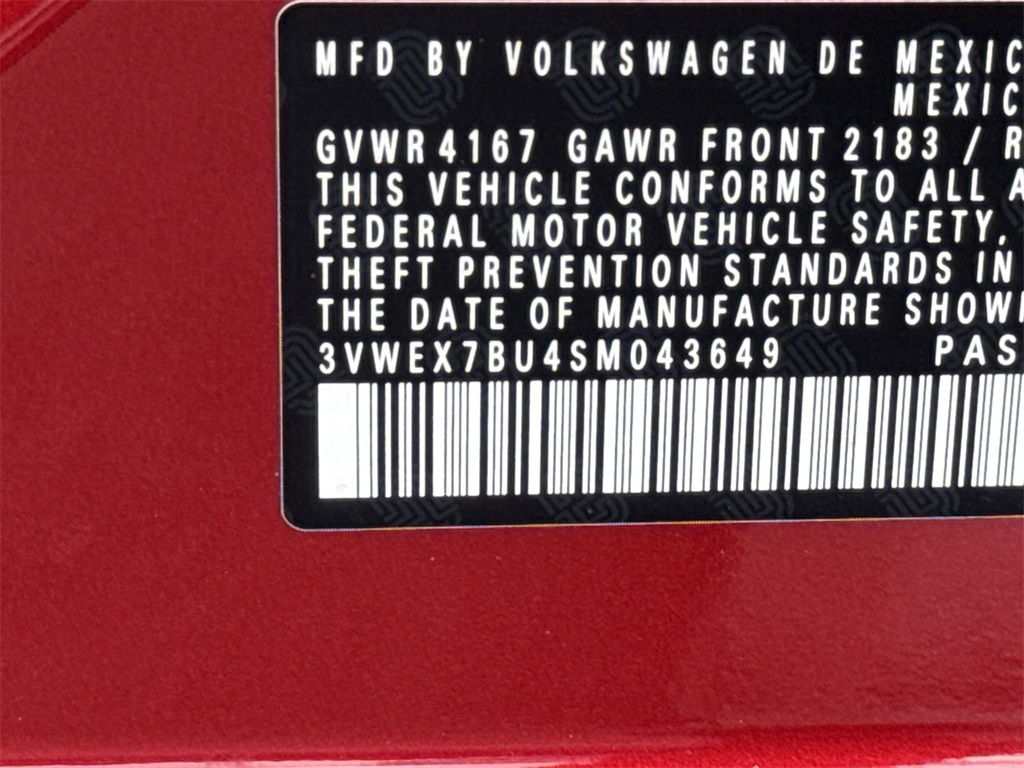 MFD BY VOLKSWAGEN DE MEXIC
MEXIC
GVWR 4167 GAWR FRONT 2183 / R
THIS VEHICLE CONFORMS TO ALL A
FEDERAL MOTOR VEHICLE SAFETY,
THEFT PREVENTION STANDARDS IN
THE DATE OF MANUFACTURE SHOW
3VWEX7BU4SM043649 PAS